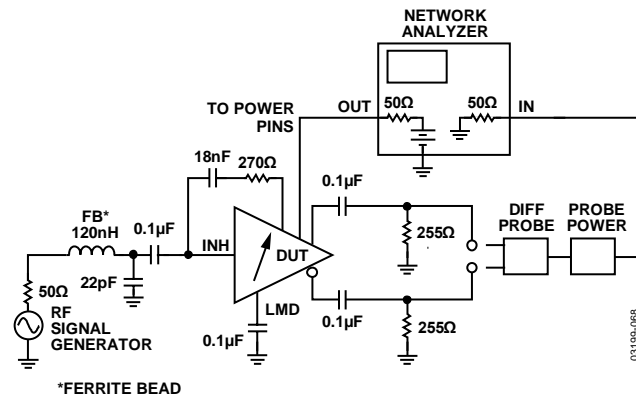 NETWORK
ANALYZER
OUT
50Ω
50Ω
IN
TO POWER
PINS
18nF
270Ω
0.1µF
FB*
120nH
0.1µF
INH
DUT
255Ω
DIFF
PROBE
PROBE
POWER
22pF
50Ω
RF
SIGNAL
GENERATOR
LMD
0.1µF
0.1µF
255Ω
*FERRITE BEAD
03199-068